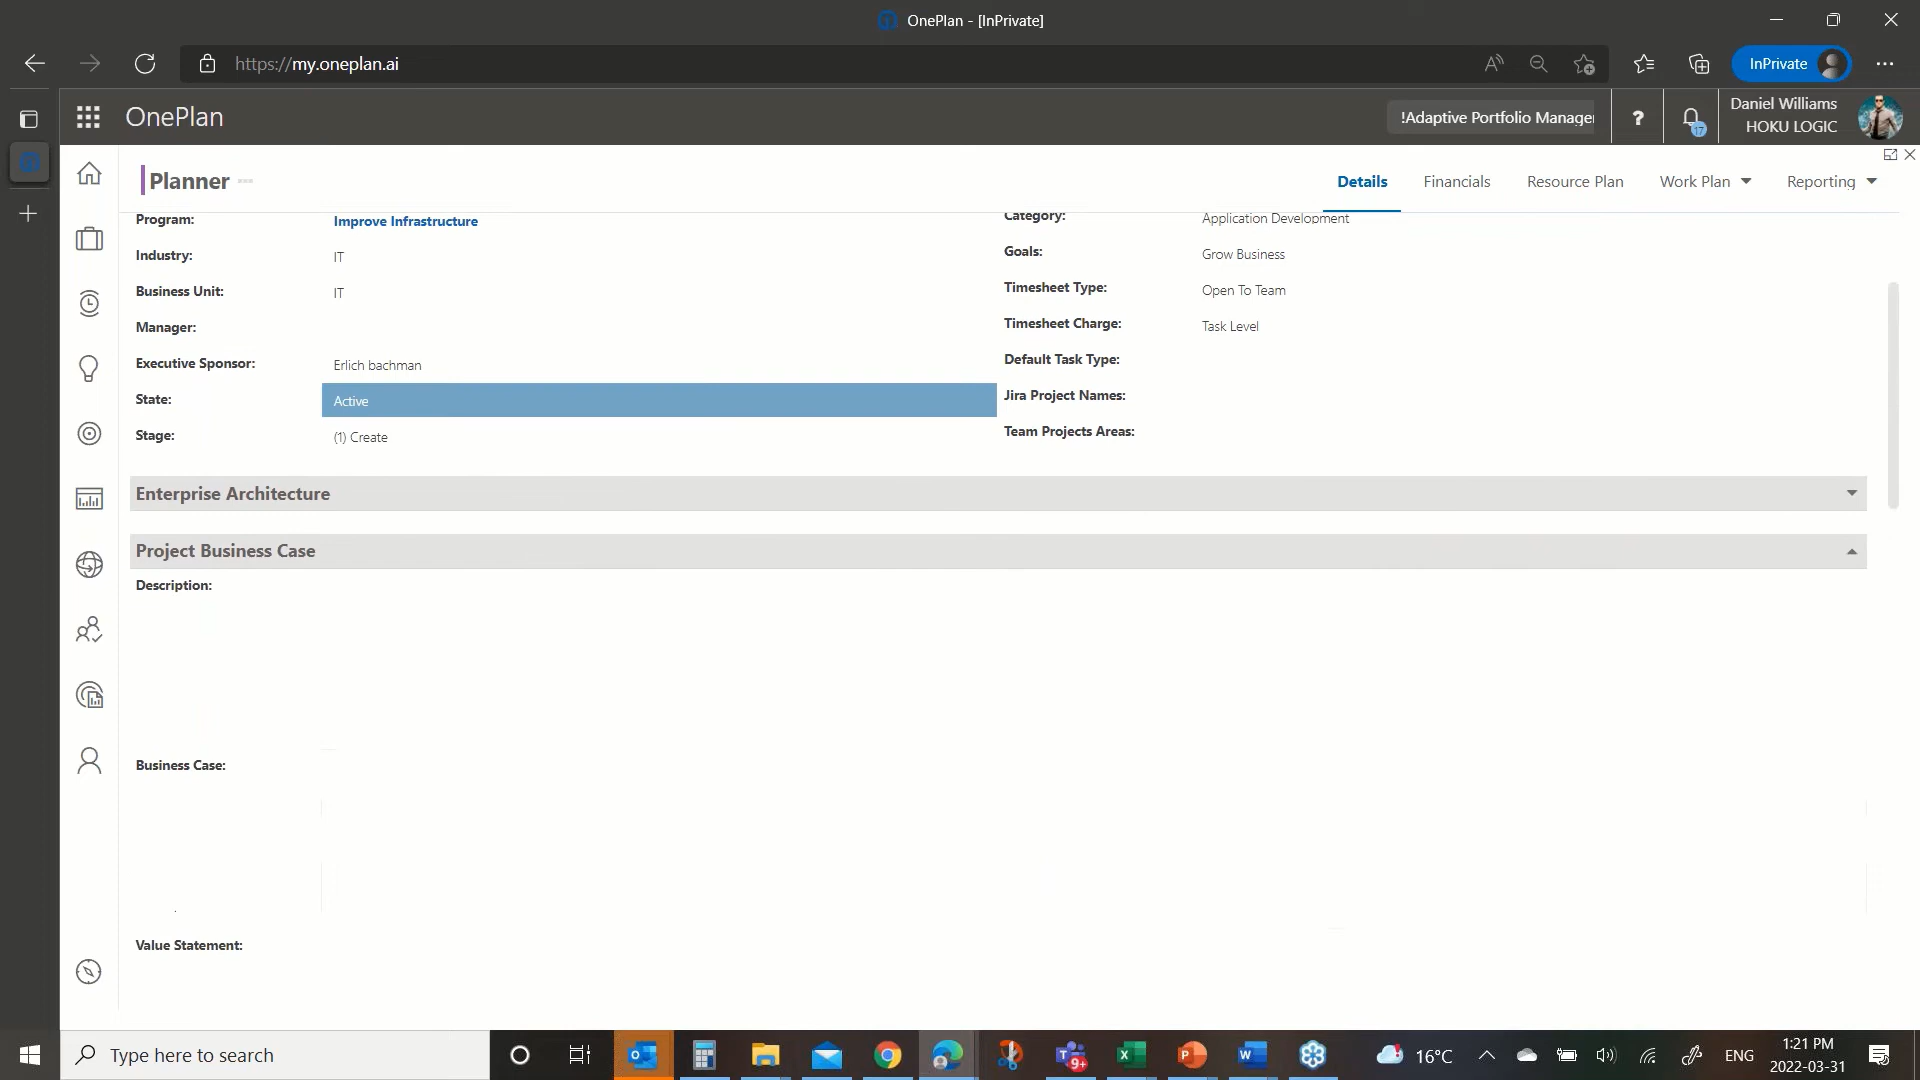 OnePlan - [InPrivate]
https://my.oneplan.ai
InPrivate
OnePlan
!Adaptive Portfolio Manager
?
17
Daniel Williams
HOKU LOGIC
Planner
Details
Financials
Resource Plan
Work Plan
Reporting
Program:
Improve Infrastructure
Category:
Application Development
Industry:
IT
Goals:
Grow Business
Business Unit:
IT
Timesheet Type:
Open To Team
Manager:
Timesheet Charge:
Task Level
Executive Sponsor:
Erlich bachman
Default Task Type:
State:
Active
Jira Project Names:
Stage:
(1) Create
Team Projects Areas:
Enterprise Architecture
Project Business Case
Description:
Business Case:
Value Statement:
Type here to search
9+
16°C
ENG
1:21 PM
2022-03-31